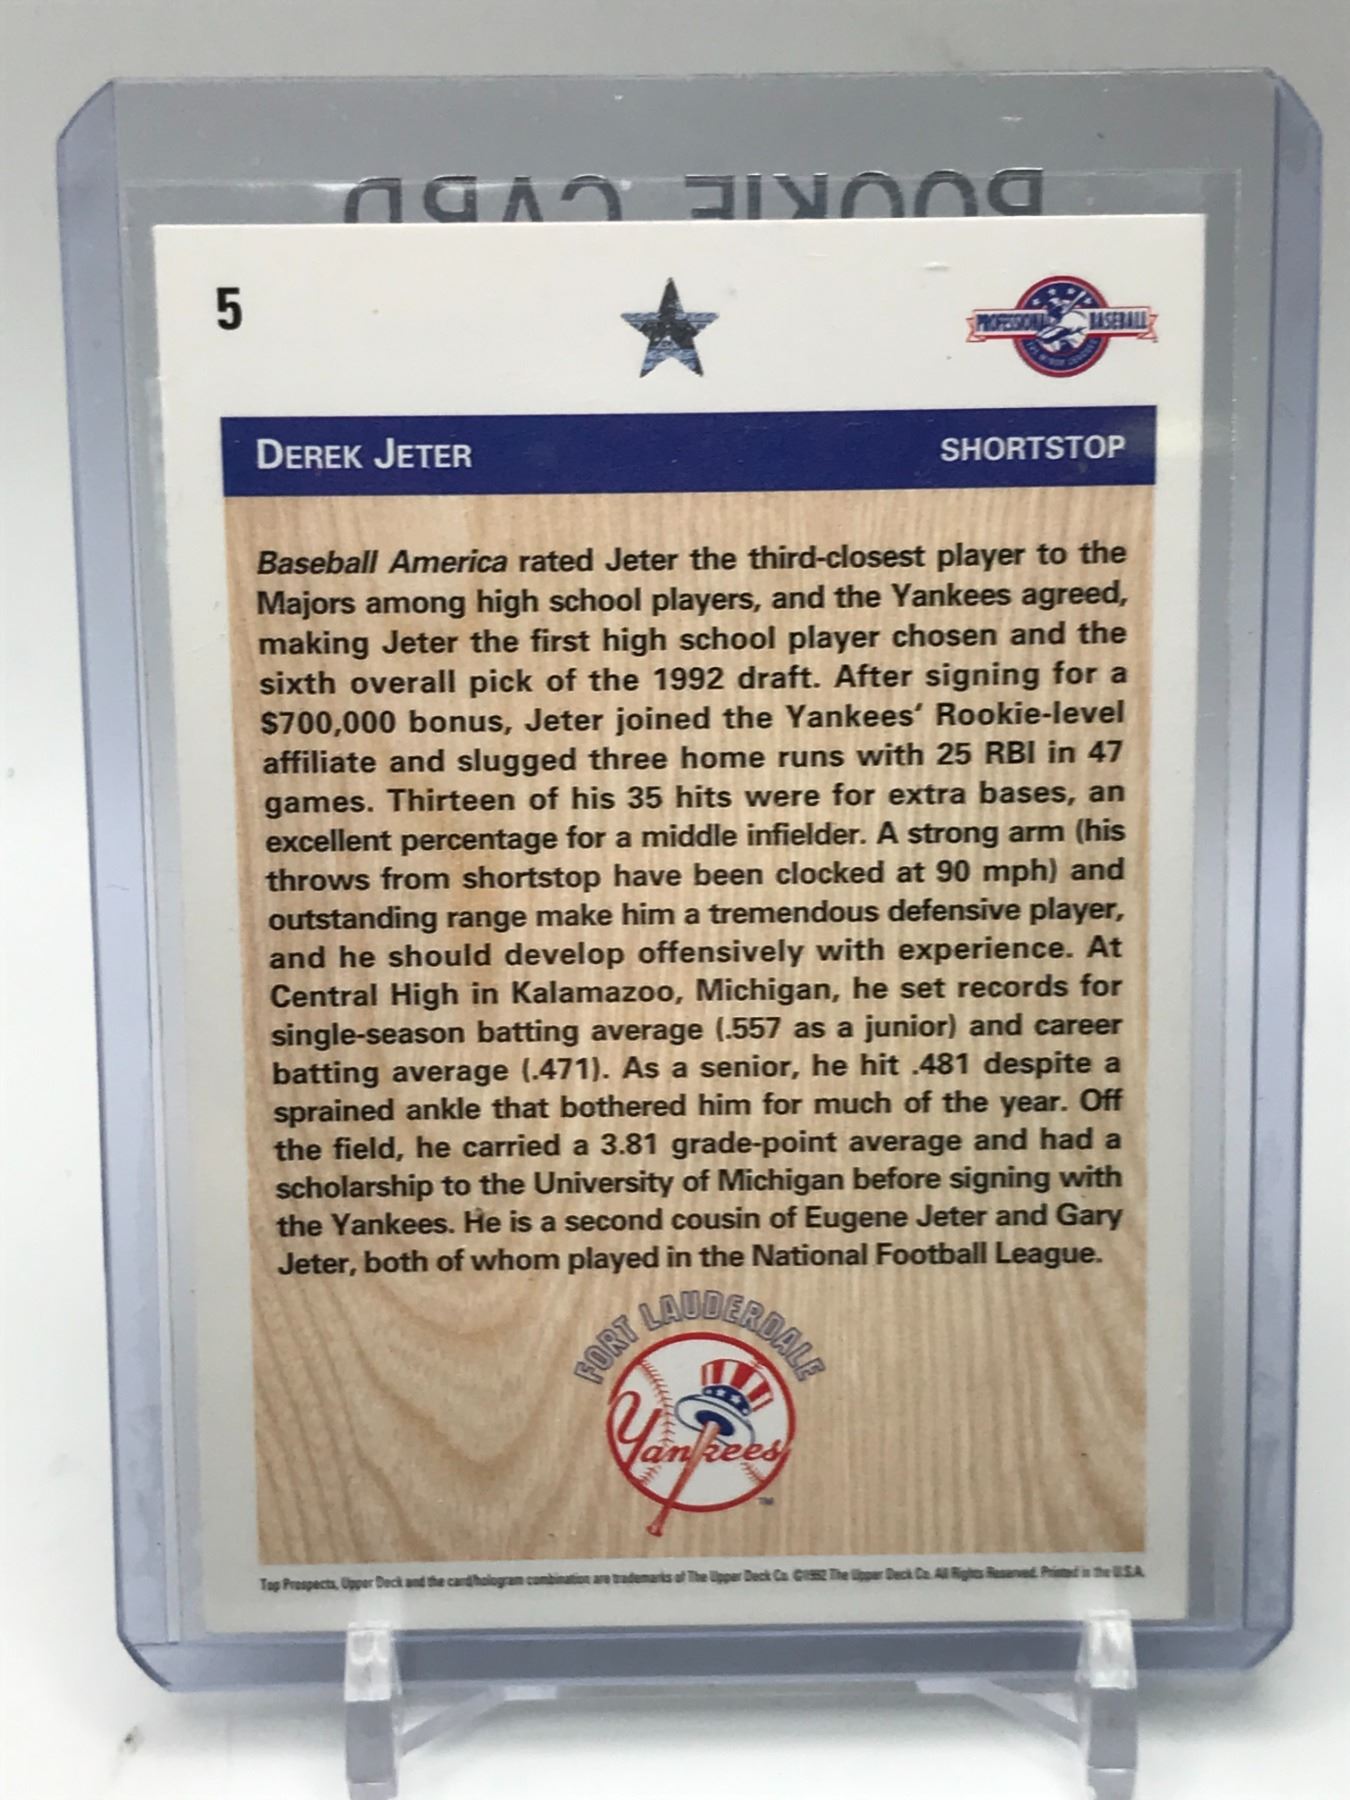 ROOKIE CARD
5
PROFESSIONAL BASEBALL
DEREK JETER
SHORTSTOP
Baseball America rated Jeter the third-closest player to the
Majors among high school players, and the Yankees agreed,
making Jeter the first high school player chosen and the
sixth overall pick of the 1992 draft. After signing for a
$700,000 bonus, Jeter joined the Yankees' Rookie-level
affiliate and slugged three home runs with 25 RBI in 47
games. Thirteen of his 35 hits were for extra bases, an
excellent percentage for a middle infielder. A strong arm (his
throws from shortstop have been clocked at 90 mph) and
outstanding range make him a tremendous defensive player,
and he should develop offensively with experience. At
Central High in Kalamazoo, Michigan, he set records for
single-season batting average (.557 as a junior) and career
batting average (.471). As a senior, he hit .481 despite a
sprained ankle that bothered him for much of the year. Off
the field, he carried a 3.81 grade-point average and had a
scholarship to the University of Michigan before signing with
the Yankees. He is a second cousin of Eugene Jeter and Gary
Jeter, both of whom played in the National Football League.
FORT LAUDERDALE
Yankees
TM
Top Prospects, Upper Deck and the card/hologram combination are trademarks of The Upper Deck Co. ©1992 The Upper Deck Co. All Rights Reserved. Printed in the U.S.A.